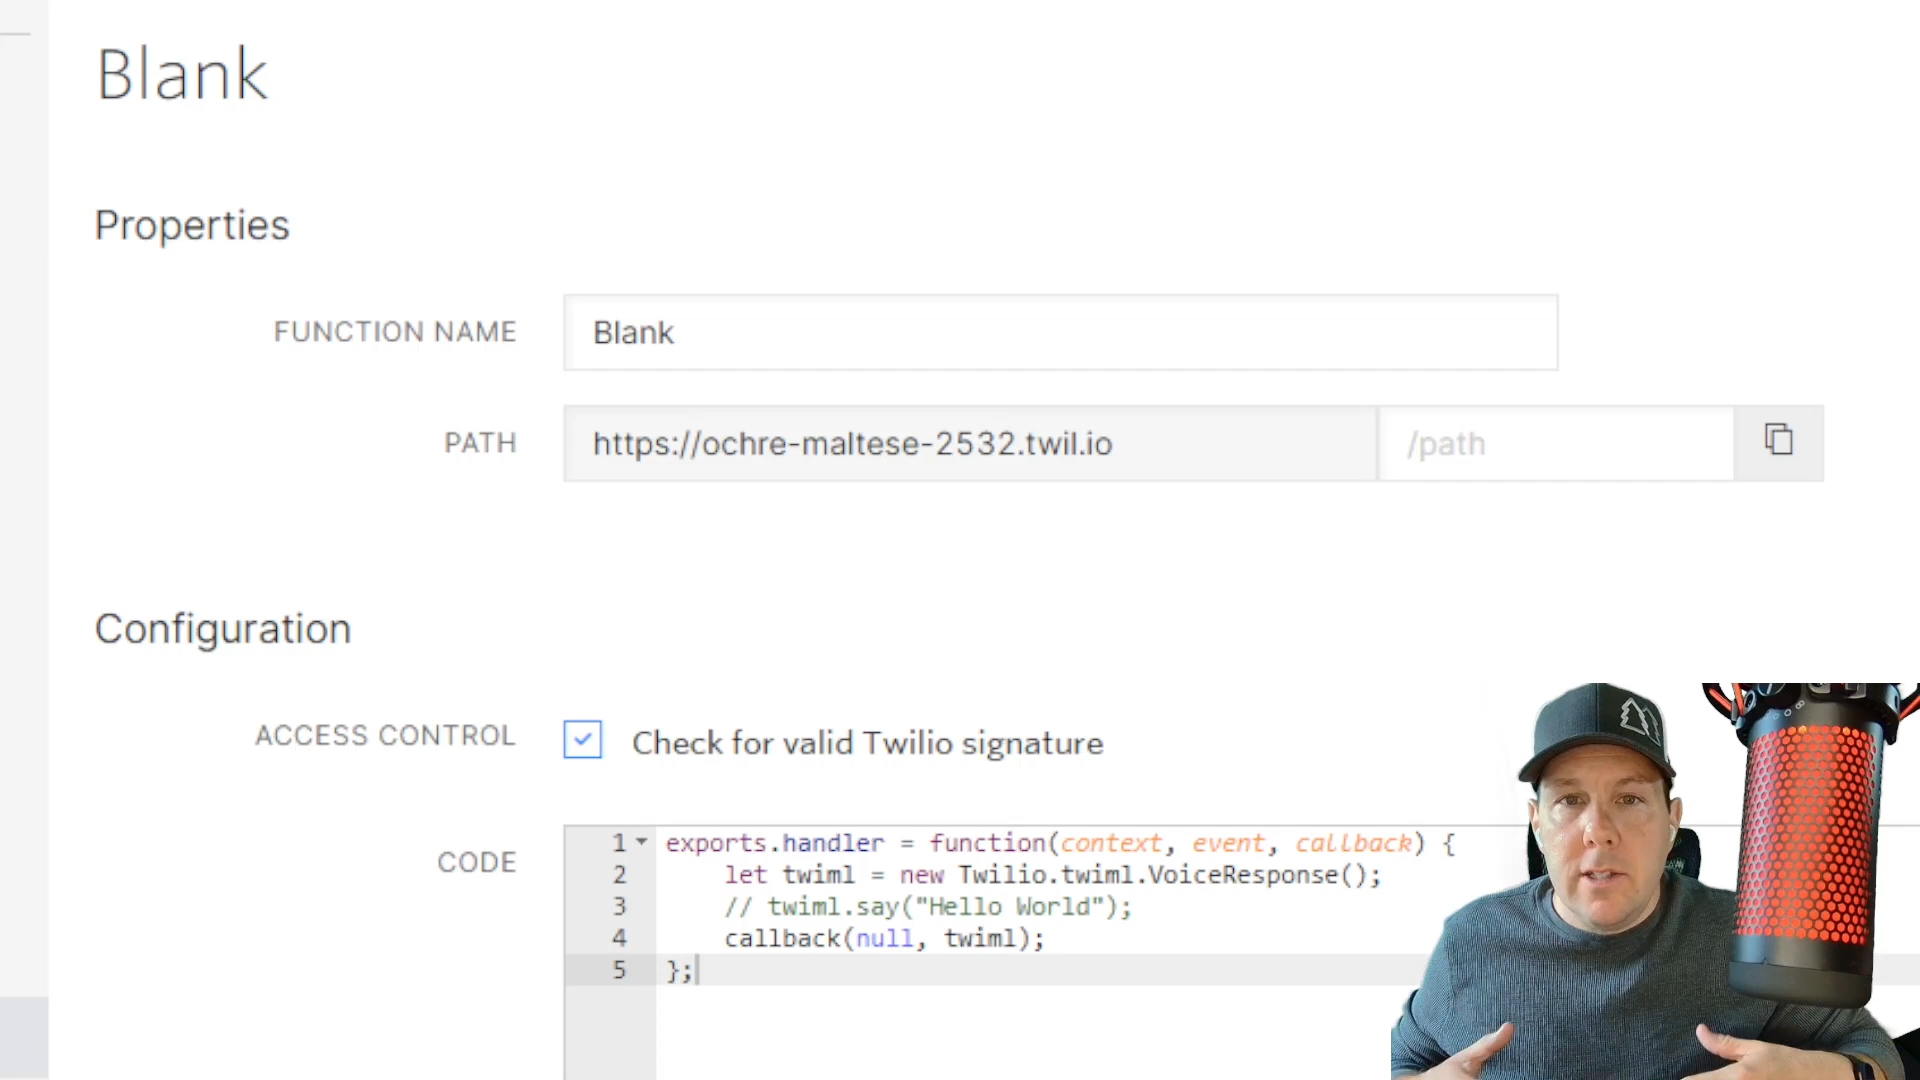 Blank
Properties
FUNCTION NAME
Blank
PATH
https://ochre-maltese-2532.twil.io
/path
Configuration
ACCESS CONTROL
Check for valid Twilio signature
CODE
1 exports.handler = function(context, event, callback) {
2 let twiml = new Twilio.twiml.VoiceResponse();
3 // twiml.say("Hello World");
4 callback(null, twiml);
5 };